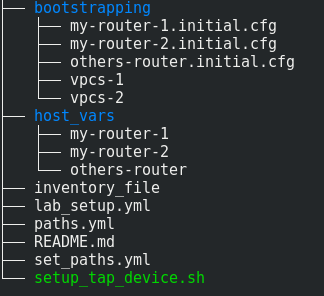 bootstrapping
my-router-1.initial.cfg
my-router-2.initial.cfg
others-router.initial.cfg
vpcs-1
vpcs-2
host_vars
my-router-1
my-router-2
others-router
inventory_file
lab_setup.yml
paths.yml
README.md
set_paths.yml
setup_tap_device.sh